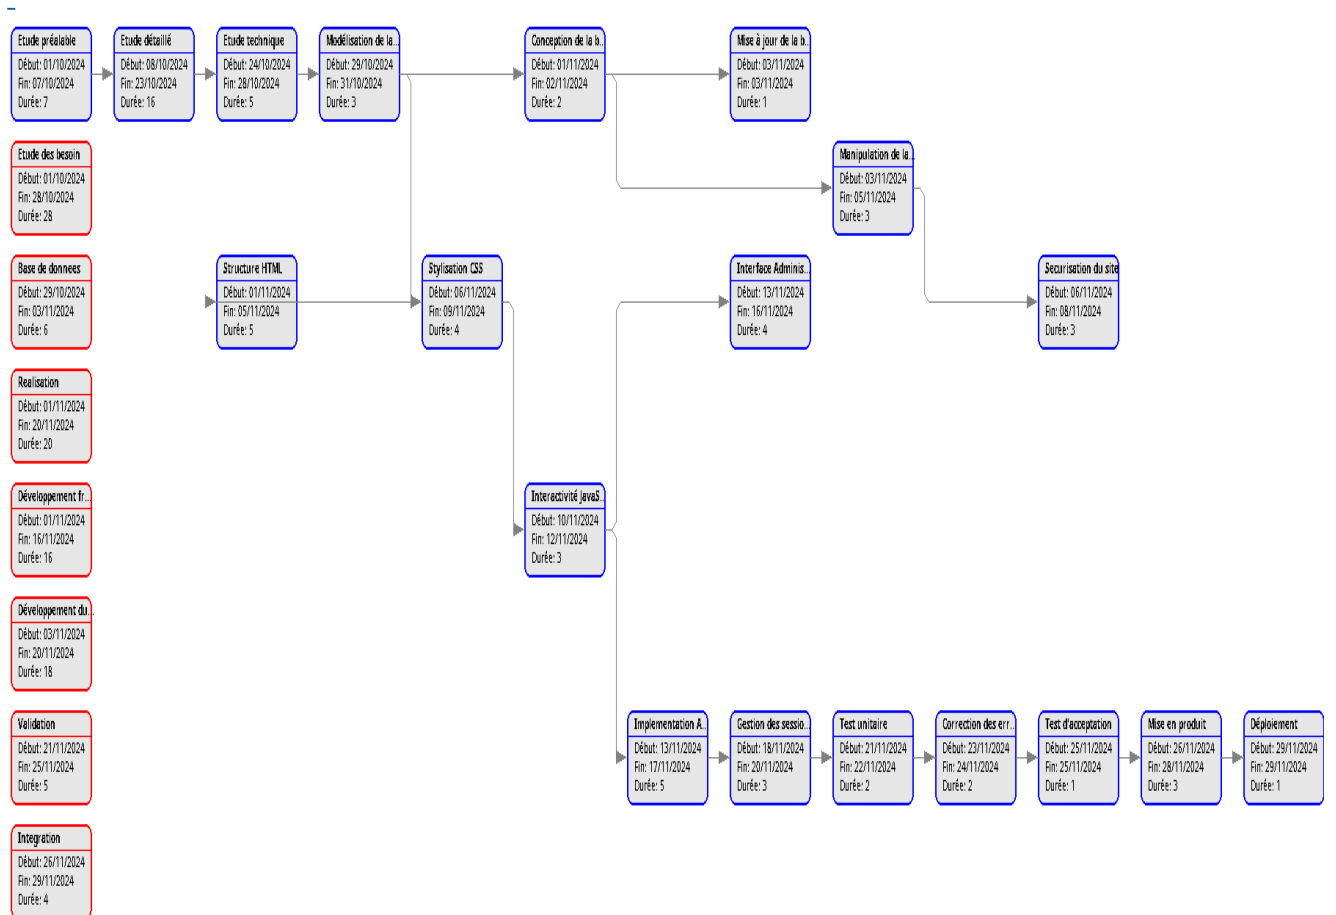 Etude préalable
Début: 01/10/2024
Fin: 07/10/2024
Durée: 7
Etude détaillé
Début: 08/10/2024
Fin: 23/10/2024
Durée: 16
Etude technique
Début: 24/10/2024
Fin: 28/10/2024
Durée: 5
Modélisation de la...
Début: 29/10/2024
Fin: 31/10/2024
Durée: 3
Conception de la b...
Début: 01/11/2024
Fin: 02/11/2024
Durée: 2
Mise à jour de la b...
Début: 03/11/2024
Fin: 03/11/2024
Durée: 1
Etude des besoin
Début: 01/10/2024
Fin: 28/10/2024
Durée: 28
Manipulation de la...
Début: 03/11/2024
Fin: 05/11/2024
Durée: 3
Base de donnees
Début: 29/10/2024
Fin: 03/11/2024
Durée: 6
Structure HTML
Début: 01/11/2024
Fin: 05/11/2024
Durée: 5
Stylisation CSS
Début: 06/11/2024
Fin: 09/11/2024
Durée: 4
Interface Adminis...
Début: 13/11/2024
Fin: 16/11/2024
Durée: 4
Securisation du site
Début: 06/11/2024
Fin: 08/11/2024
Durée: 3
Realisation
Début: 01/11/2024
Fin: 20/11/2024
Durée: 20
Développement fr...
Début: 01/11/2024
Fin: 16/11/2024
Durée: 16
Interactivité JavaS...
Début: 10/11/2024
Fin: 12/11/2024
Durée: 3
Développement du...
Début: 03/11/2024
Fin: 20/11/2024
Durée: 18
Validation
Début: 21/11/2024
Fin: 25/11/2024
Durée: 5
Implementation A...
Début: 13/11/2024
Fin: 17/11/2024
Durée: 5
Gestion des sessio...
Début: 18/11/2024
Fin: 20/11/2024
Durée: 3
Test unitaire
Début: 21/11/2024
Fin: 22/11/2024
Durée: 2
Correction des err...
Début: 23/11/2024
Fin: 24/11/2024
Durée: 2
Test d'acceptation
Début: 25/11/2024
Fin: 25/11/2024
Durée: 1
Mise en produit
Début: 26/11/2024
Fin: 28/11/2024
Durée: 3
Déploiement
Début: 29/11/2024
Fin: 29/11/2024
Durée: 1
Integration
Début: 26/11/2024
Fin: 29/11/2024
Durée: 4